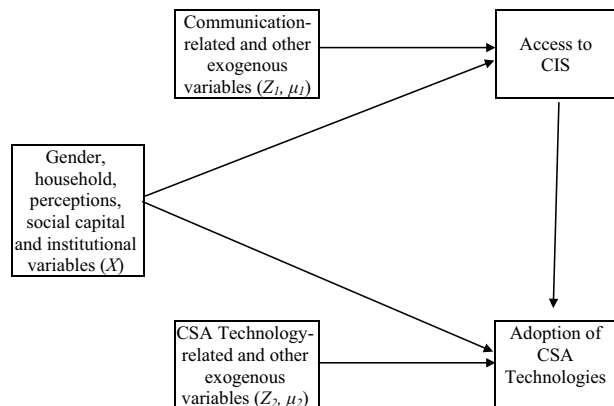 Communication-
related and other
exogenous
variables (Z1, μ1)
Access to
CIS
Gender,
household,
perceptions,
social capital
and institutional
variables (X)
CSA Technology-
related and other
exogenous
variables (Z2, μ2)
Adoption of
CSA
Technologies